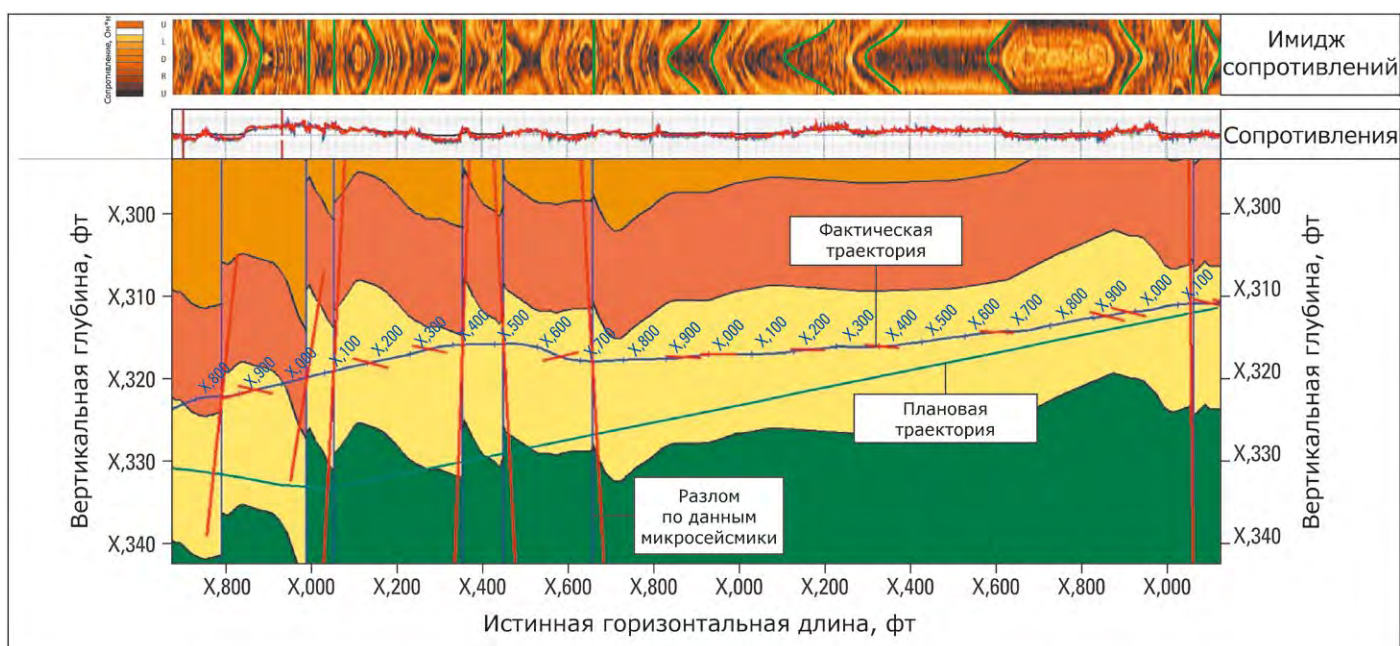 Сопротивление, Ом*м
U
L
D
R
U
Имидж
сопротивлений
Сопротивления
Вертикальная глубина, фт
X,300
X,310
X,320
X,330
X,340
X,800
X,900
X,000
X,100
X,200
X,300
X,400
X,500
X,600
X,700
X,800
X,900
X,000
X,100
X,200
X,300
X,400
X,500
X,600
X,700
X,800
X,900
X,000
X,100
Фактическая
траектория
Плановая
траектория
Разлом
по данным
микросейсмики
X,300
X,310
X,320
X,330
X,340
Вертикальная глубина, фт
X,800 X,000 X,200 X,400 X,600 X,800 X,000 X,200 X,400 X,600 X,800 X,000
Истинная горизонтальная длина, фт